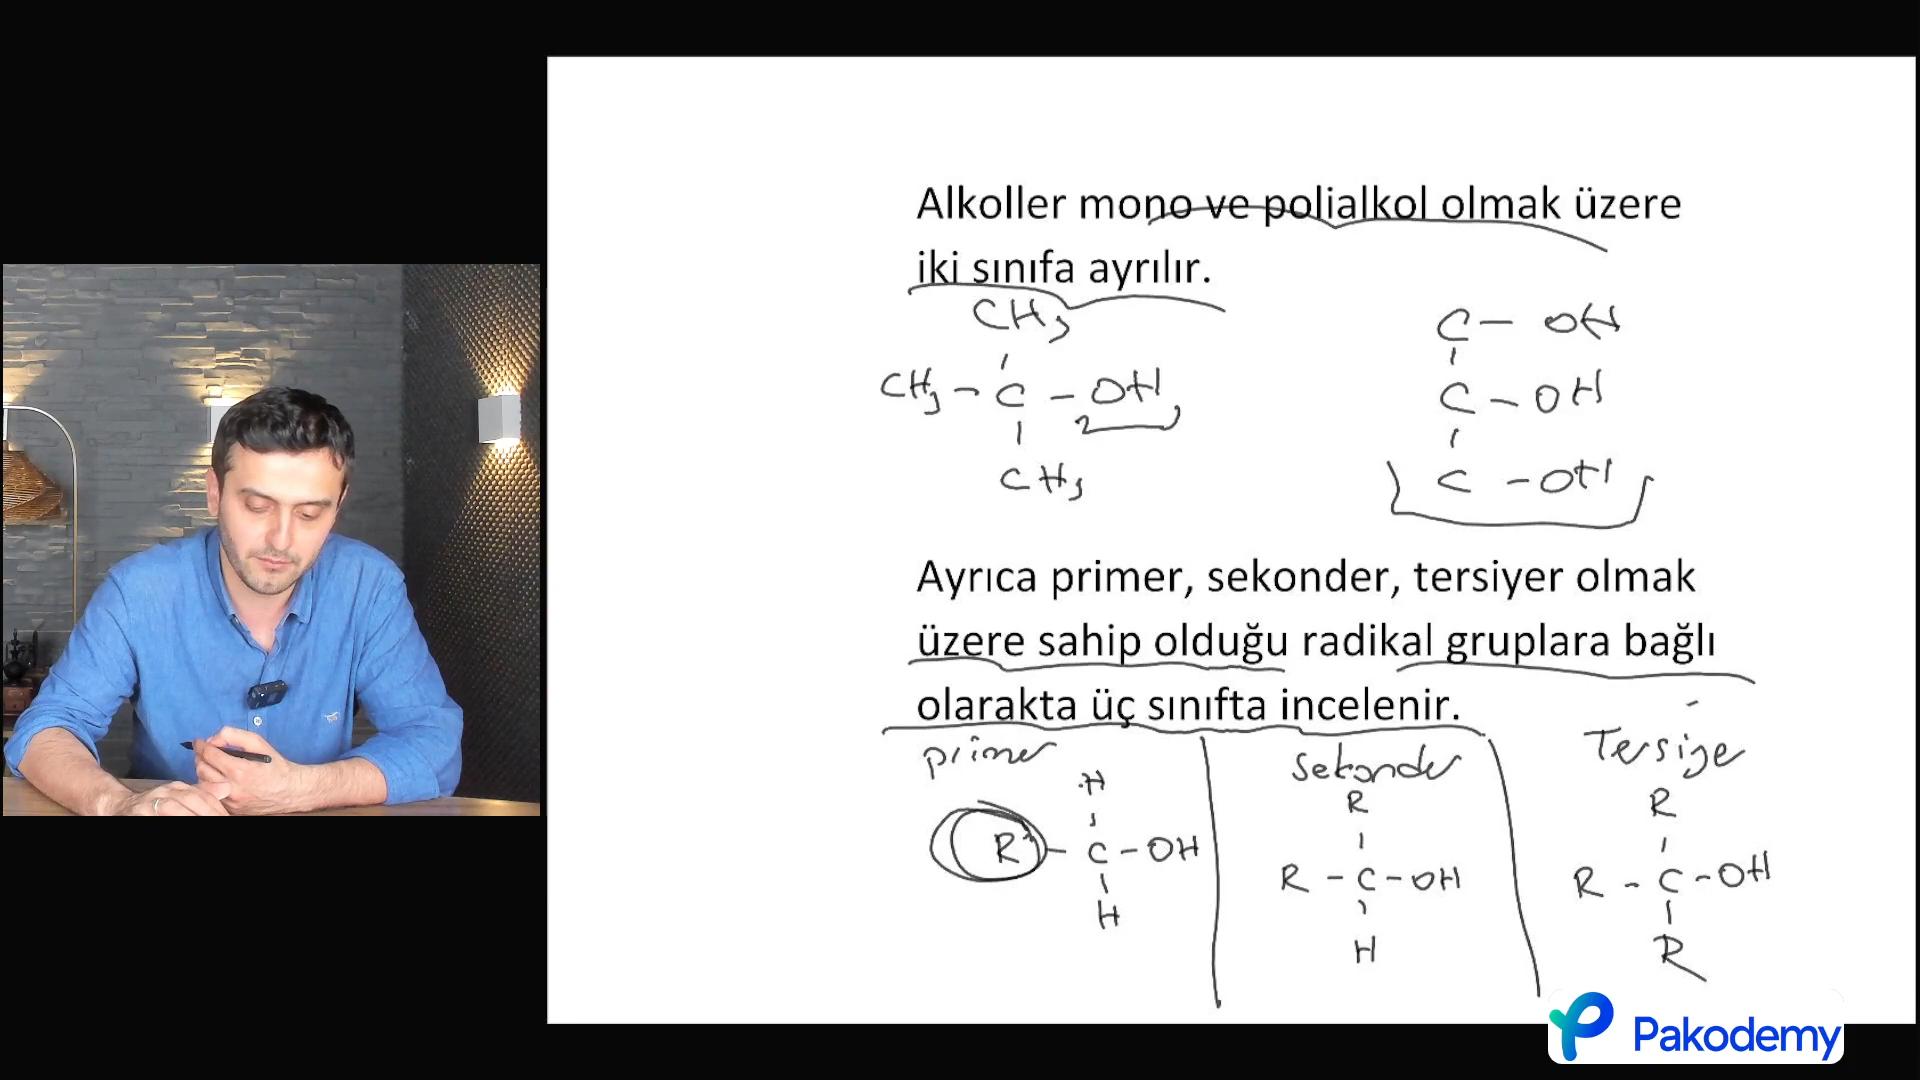 Alkoller mono ve polialkol olmak üzere
iki sınıfa ayrılır.
CH3
CH3 - C - OH
CH3
C - OH
C - OH
C - OH
Ayrıca primer, sekonder, tersiyer olmak
üzere sahip olduğu radikal gruplara bağlı
olarakta üç sınıfta incelenir.
primer
H
R - C - OH
H
Sekonder
R
R - C - OH
H
Tersiye
R
R - C - OH
R
Pakodemy